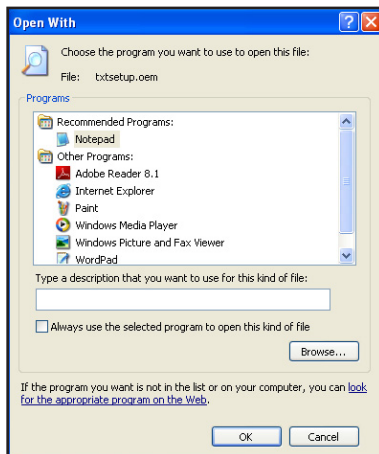 Open With
Choose the program you want to use to open this file:
File: txtsetup.oem
Programs
Recommended Programs:
Notepad
Other Programs:
Adobe Reader 8.1
Internet Explorer
Paint
Windows Media Player
Windows Picture and Fax Viewer
WordPad
Type a description that you want to use for this kind of file:
Always use the selected program to open this kind of file
Browse...
If the program you want is not in the list or on your computer, you can look
for the appropriate program on the Web.
OK Cancel